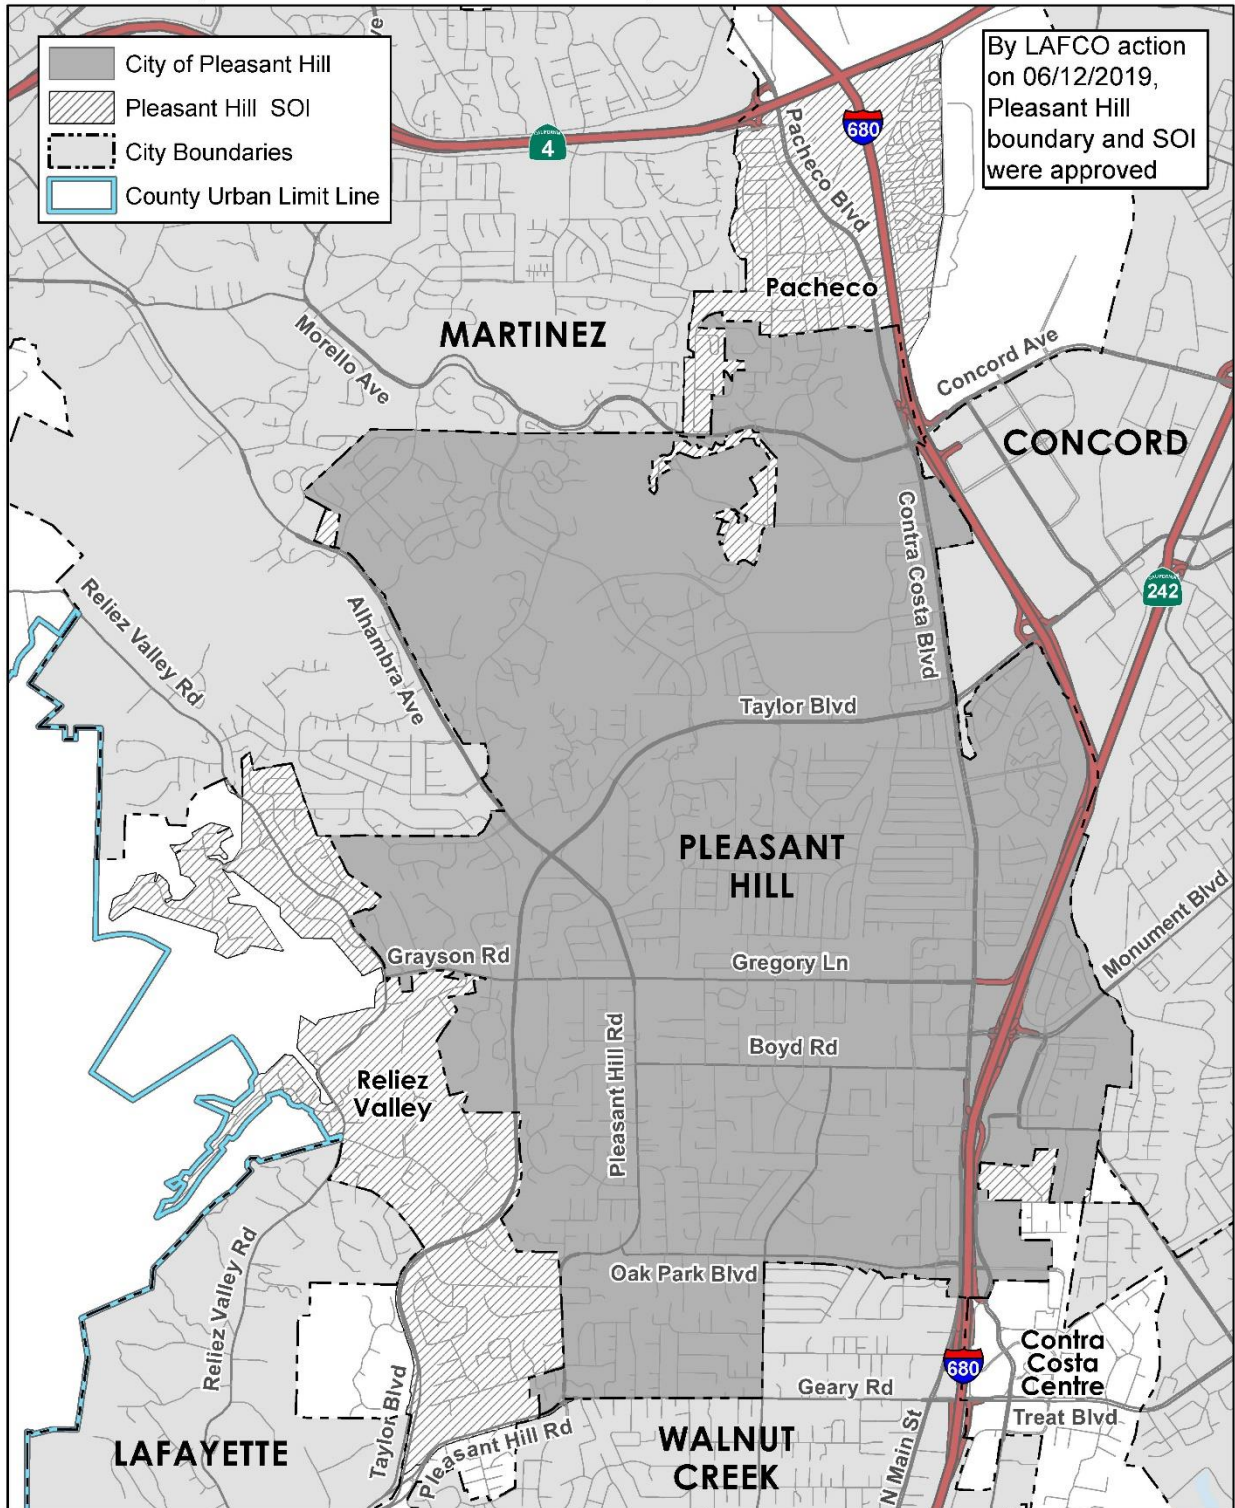 City of Pleasant Hill
Pleasant Hill SOI
City Boundaries
County Urban Limit Line
By LAFCO action
on 06/12/2019,
Pleasant Hill
boundary and SOI
were approved
ve
CALIFORNIA
4
680
Pacheco Blvd
Pacheco
MARTINEZ
Morello Ave
Concord Ave
CONCORD
Contra Costa Blvd
CALIFORNIA
242
Reliez Valley Rd
Alhambra Ave
Taylor Blvd
PLEASANT
HILL
Monument Blvd
Grayson Rd
Gregory Ln
Pleasant Hill Rd
Boyd Rd
Reliez
Valley
Oak Park Blvd
Reliez Valley Rd
Taylor Blvd
Contra
Costa
Centre
680
Geary Rd
Treat Blvd
LAFAYETTE
Pleasant Hill Rd
WALNUT
CREEK
N Main St